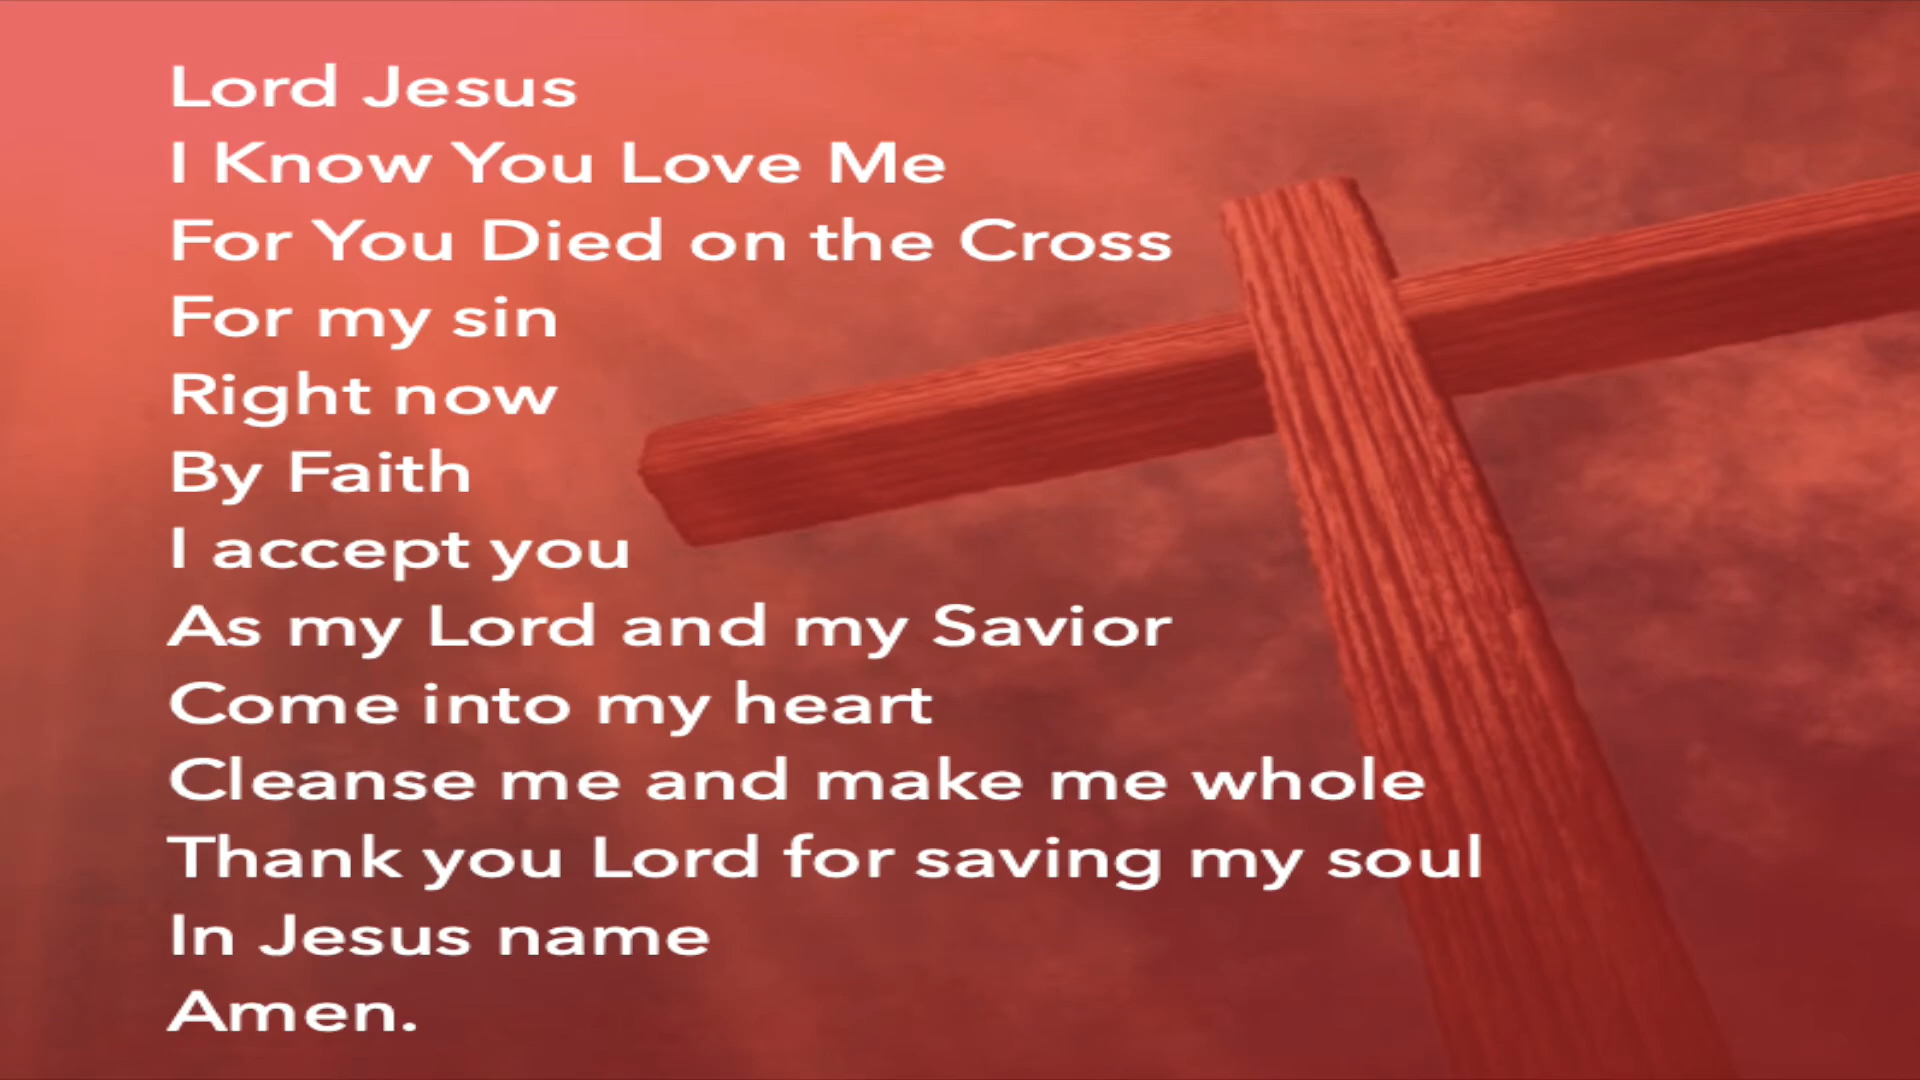 Lord Jesus
I Know You Love Me
For You Died on the Cross
For my sin
Right now
By Faith
I accept you
As my Lord and my Savior
Come into my heart
Cleanse me and make me whole
Thank you Lord for saving my soul
In Jesus name
Amen.